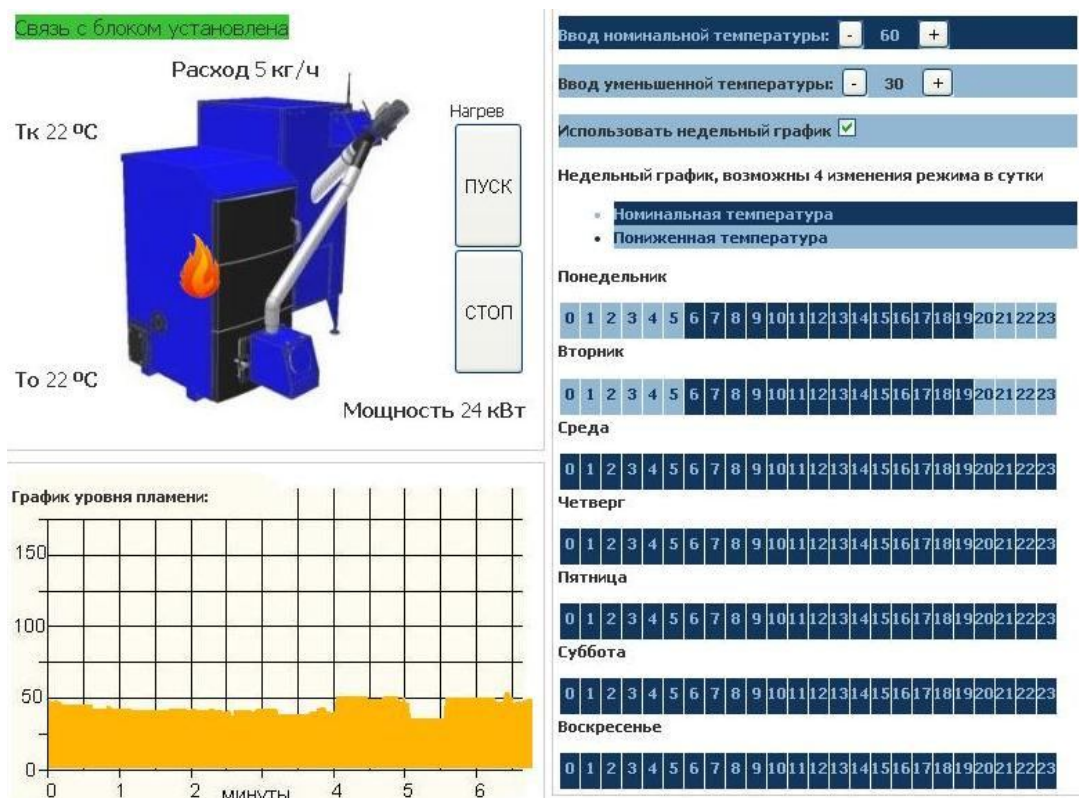 Связь с блоком установлена
Расход 5 кг/ч
Тк 22 ºС
Нагрев
ПУСК
СТОП
То 22 ºС
Мощность 24 кВт
График уровня пламени:
150
100
50
0
0 1 2 минуты 4 5 6
Ввод номинальной температуры: - 60 +
Ввод уменьшенной температуры: - 30 +
Использовать недельный график
Недельный график, возможны 4 изменения режима в сутки
Номинальная температура
Пониженная температура
Понедельник
0 1 2 3 4 5 6 7 8 9 10 11 12 13 14 15 16 17 18 19 20 21 22 23
Вторник
0 1 2 3 4 5 6 7 8 9 10 11 12 13 14 15 16 17 18 19 20 21 22 23
Среда
0 1 2 3 4 5 6 7 8 9 10 11 12 13 14 15 16 17 18 19 20 21 22 23
Четверг
0 1 2 3 4 5 6 7 8 9 10 11 12 13 14 15 16 17 18 19 20 21 22 23
Пятница
0 1 2 3 4 5 6 7 8 9 10 11 12 13 14 15 16 17 18 19 20 21 22 23
Суббота
0 1 2 3 4 5 6 7 8 9 10 11 12 13 14 15 16 17 18 19 20 21 22 23
Воскресенье
0 1 2 3 4 5 6 7 8 9 10 11 12 13 14 15 16 17 18 19 20 21 22 23